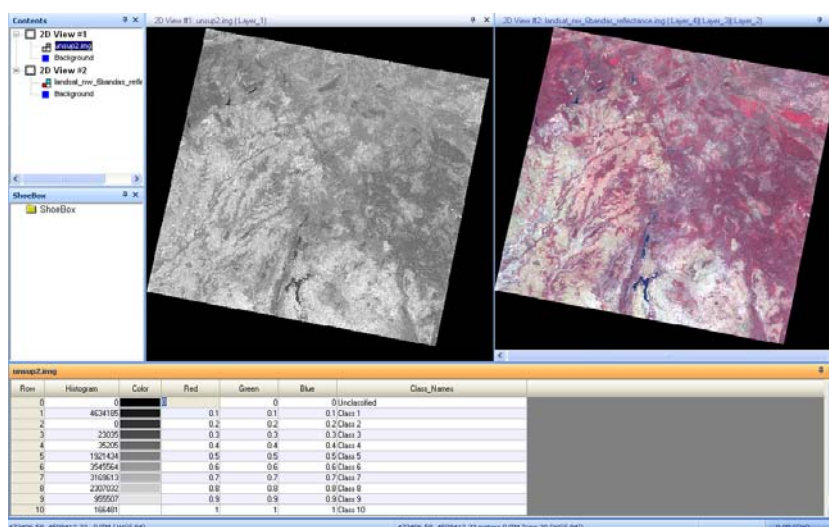 Contents
2D View #1
unsup2.img
Background
2D View #2
landsat_nw_6bandas_refle
Background
ShoeBox
ShoeBox
2D View #1: unsup2.img (:Layer_1)
2D View #2: landsat_nw_6bandas_reflectance.img (:Layer_4)(:Layer_3)(:Layer_2)
unsup2.img
Row Histogram Color Red Green Blue Class_Names
0 0 0 0 0 Unclassified
1 4634185 0.1 0.1 0.1 Class 1
2 0 0.2 0.2 0.2 Class 2
3 23035 0.3 0.3 0.3 Class 3
4 35205 0.4 0.4 0.4 Class 4
5 1921434 0.5 0.5 0.5 Class 5
6 3545564 0.6 0.6 0.6 Class 6
7 3169613 0.7 0.7 0.7 Class 7
8 2307032 0.8 0.8 0.8 Class 8
9 955507 0.9 0.9 0.9 Class 9
10 166481 1 1 1 Class 10